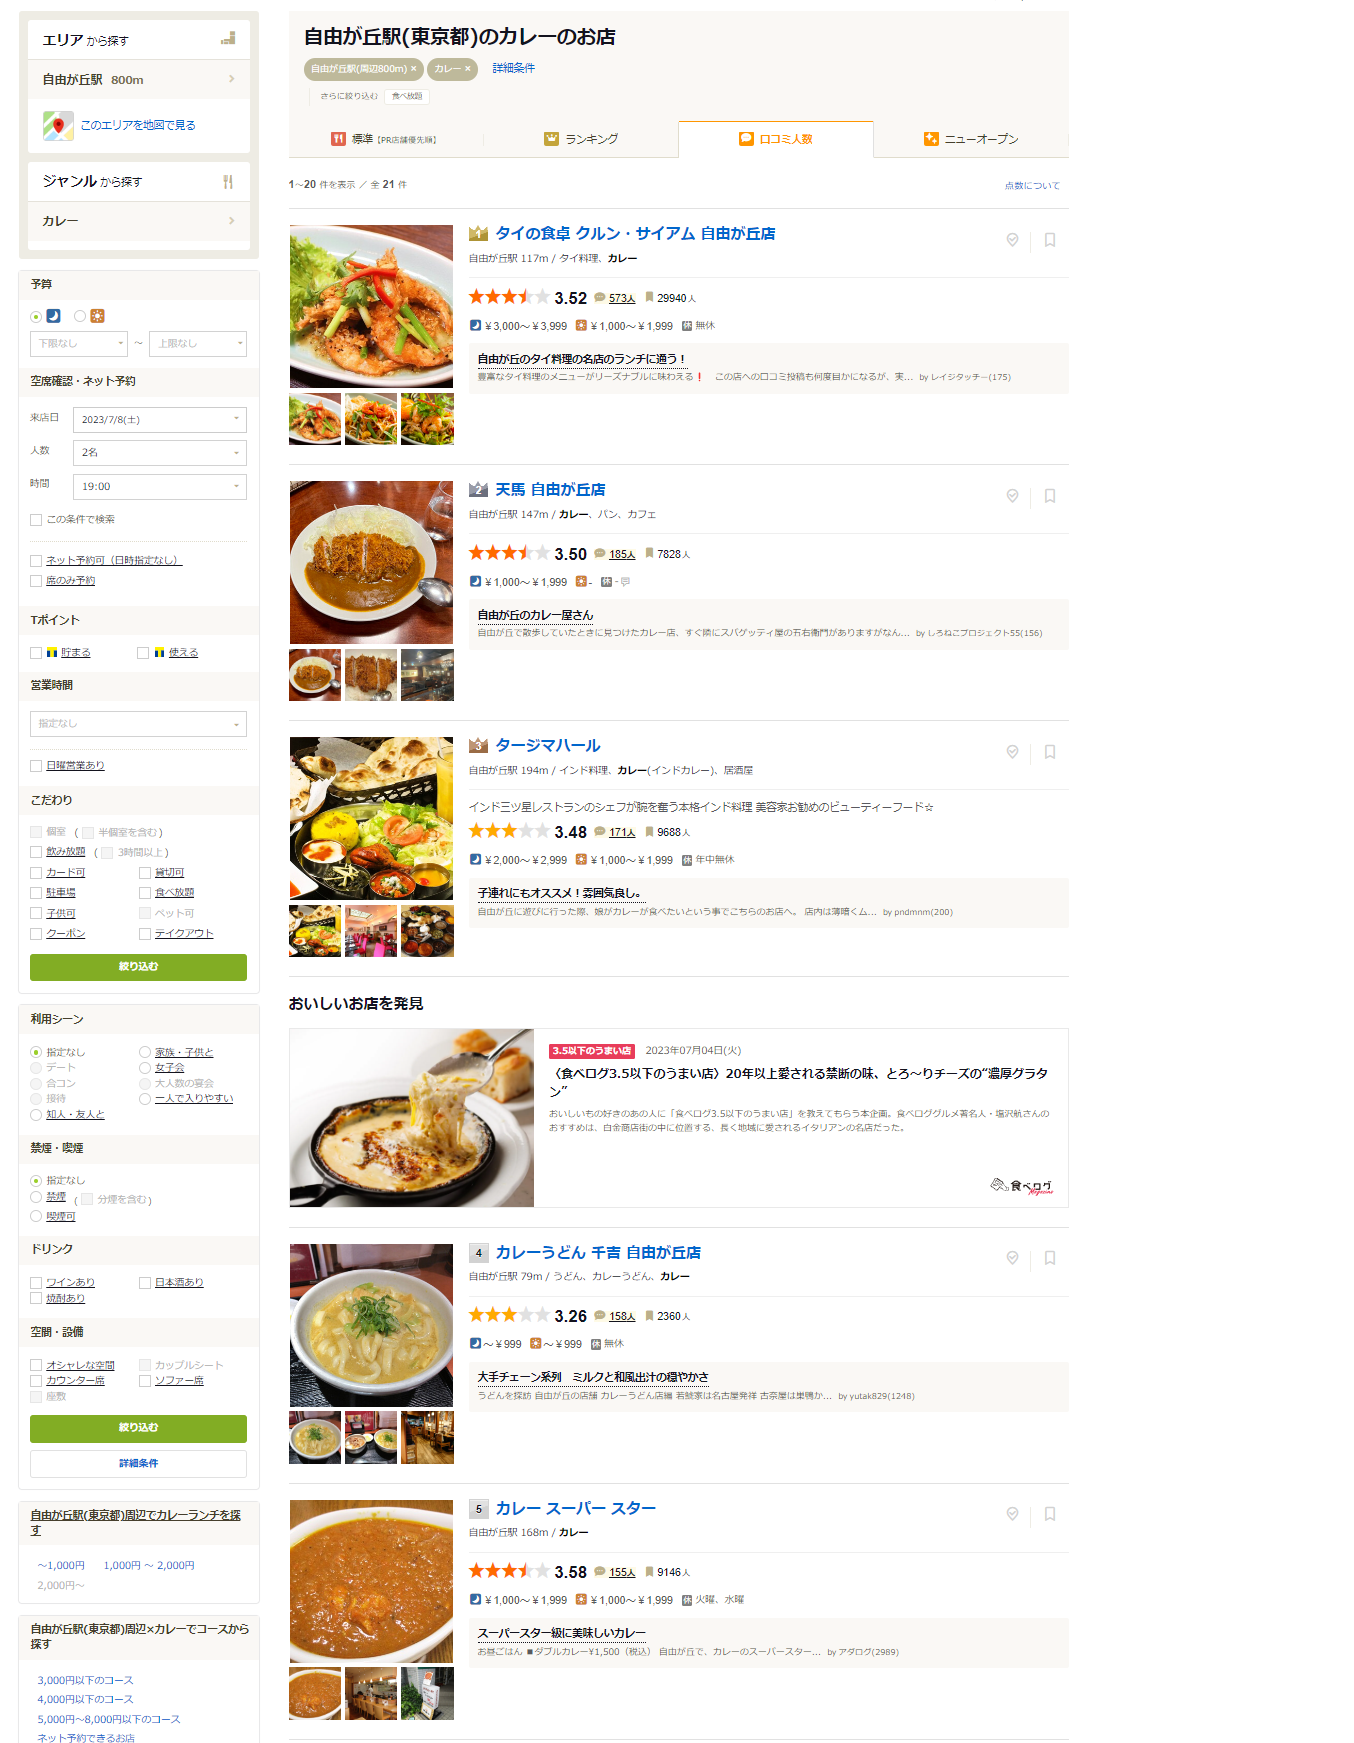 エリア から探す
自由が丘駅 800m
このエリアを地図で見る
ジャンル から探す
カレー
予算
下限なし ～ 上限なし
空席確認・ネット予約
来店日 2023/7/8(土)
人数 2名
時間 19:00
この条件で検索
ネット予約可（日時指定なし）
席のみ予約
Tポイント
貯まる 使える
営業時間
指定なし
日曜営業あり
こだわり
個室 ( 半個室を含む )
飲み放題 ( 3時間以上 )
カード可 貸切可
駐車場 食べ放題
子供可 ペット可
クーポン テイクアウト
絞り込む
利用シーン
指定なし 家族・子供と
デート 女子会
合コン 大人数の宴会
接待 一人で入りやすい
知人・友人と
禁煙・喫煙
指定なし
禁煙 ( 分煙を含む )
喫煙可
ドリンク
ワインあり 日本酒あり
焼酎あり
空間・設備
オシャレな空間 カップルシート
カウンター席 ソファー席
座敷
絞り込む
詳細条件
自由が丘駅(東京都)周辺でカレーランチを探
す
～1,000円 1,000円 ～ 2,000円
2,000円～
自由が丘駅(東京都)周辺×カレーでコースから
探す
3,000円以下のコース
4,000円以下のコース
5,000円～8,000円以下のコース
ネット予約できるお店
自由が丘駅(東京都)のカレーのお店
自由が丘駅(周辺800m) × カレー × 詳細条件
さらに絞り込む 食べ放題
標準【PR店舗優先順】 ランキング 口コミ人数 ニューオープン
1～20 件を表示 ／ 全 21 件 点数について
1 タイの食卓 クルン・サイアム 自由が丘店
自由が丘駅 117m / タイ料理、カレー
3.52 573人 29940人
￥3,000～￥3,999 ￥1,000～￥1,999 休 無休
自由が丘のタイ料理の名店のランチに通う！
豊富なタイ料理のメニューがリーズナブルに味わえる❗ この店への口コミ投稿も何度目かになるが、実... by レイジタッチー(175)
2 天馬 自由が丘店
自由が丘駅 147m / カレー、パン、カフェ
3.50 185人 7828人
￥1,000～￥1,999 - 休 -
自由が丘のカレー屋さん
自由が丘で散歩していたときに見つけたカレー店、すぐ隣にスパゲッティ屋の五右衛門がありますがなん... by しろねこプロジェクト55(156)
3 タージマハール
自由が丘駅 194m / インド料理、カレー(インドカレー)、居酒屋
インド三ツ星レストランのシェフが腕を奮う本格インド料理 美容家お勧めのビューティーフード☆
3.48 171人 9688人
￥2,000～￥2,999 ￥1,000～￥1,999 休 年中無休
子連れにもオススメ！雰囲気良し。
自由が丘に遊びに行った際、娘がカレーが食べたいという事でこちらのお店へ。 店内は薄暗くム... by pndmnm(200)
おいしいお店を発見
3.5以下のうまい店 2023年07月04日(火)
〈食べログ3.5以下のうまい店〉20年以上愛される禁断の味、とろ～りチーズの“濃厚グラタ
ン”
おいしいもの好きのあの人に「食べログ3.5以下のうまい店」を教えてもらう本企画。食べロググルメ著名人・塩沢航さんの
おすすめは、白金商店街の中に位置する、長く地域に愛されるイタリアンの名店だった。
食べログ
Magazine
4 カレーうどん 千吉 自由が丘店
自由が丘駅 79m / うどん、カレーうどん、カレー
3.26 158人 2360人
～￥999 ～￥999 休 無休
大手チェーン系列 ミルクと和風出汁の穏やかさ
うどんを探訪 自由が丘の店舗 カレーうどん店編 若鯱家は名古屋発祥 古奈屋は巣鴨か... by yutak829(1248)
5 カレー スーパー スター
自由が丘駅 168m / カレー
3.58 155人 9146人
￥1,000～￥1,999 ￥1,000～￥1,999 休 火曜、水曜
スーパースター級に美味しいカレー
お昼ごはん ■ダブルカレー¥1,500（税込） 自由が丘で、カレーのスーパースター... by アダログ(2989)